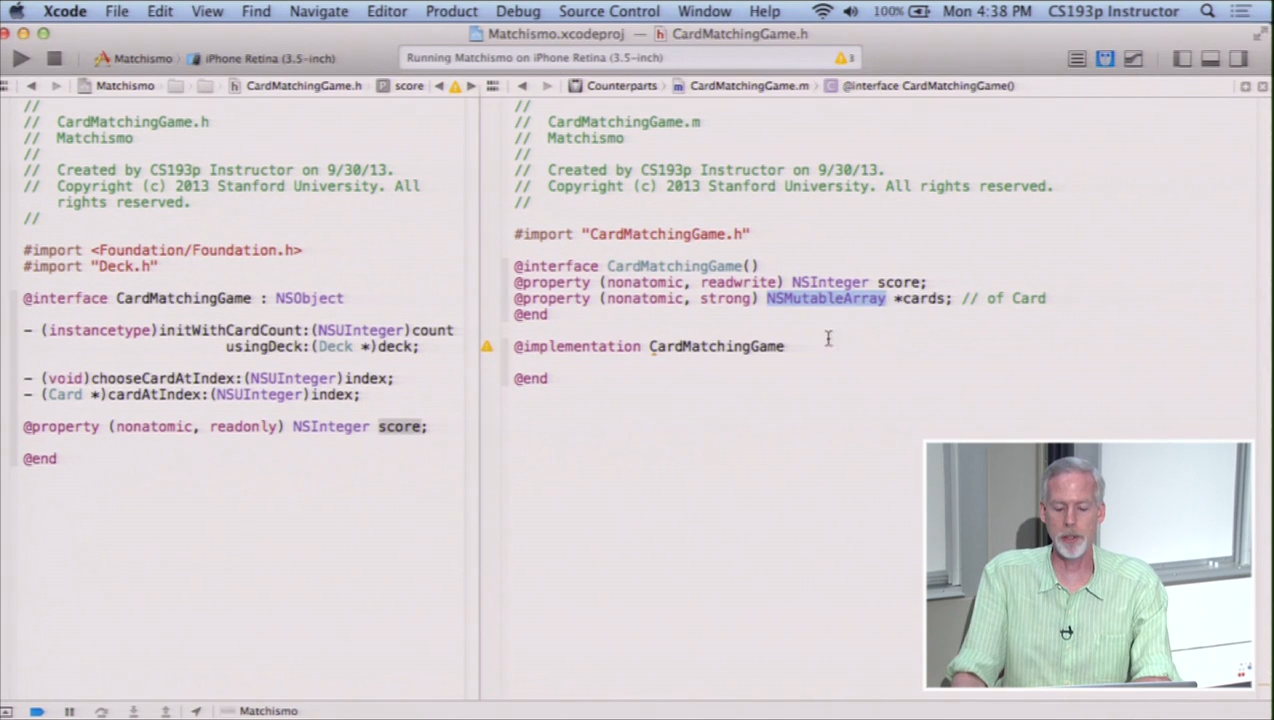 Xcode File Edit View Find Navigate Editor Product Debug Source Control Window Help 100% Mon 4:38 PM CS193p Instructor
Matchismo.xcodeproj — CardMatchingGame.h
Matchismo iPhone Retina (3.5-inch) Running Matchismo on iPhone Retina (3.5-inch) 3
Matchismo CardMatchingGame.h P score Counterparts CardMatchingGame.m C @interface CardMatchingGame()
//
// CardMatchingGame.h
// Matchismo
//
// Created by CS193p Instructor on 9/30/13.
// Copyright (c) 2013 Stanford University. All
rights reserved.
//
#import <Foundation/Foundation.h>
#import "Deck.h"
@interface CardMatchingGame : NSObject
- (instancetype)initWithCardCount:(NSUInteger)count
usingDeck:(Deck *)deck;
- (void)chooseCardAtIndex:(NSUInteger)index;
- (Card *)cardAtIndex:(NSUInteger)index;
@property (nonatomic, readonly) NSInteger score;
@end
//
// CardMatchingGame.m
// Matchismo
//
// Created by CS193p Instructor on 9/30/13.
// Copyright (c) 2013 Stanford University. All rights reserved.
//
#import "CardMatchingGame.h"
@interface CardMatchingGame()
@property (nonatomic, readwrite) NSInteger score;
@property (nonatomic, strong) NSMutableArray *cards; // of Card
@end
@implementation CardMatchingGame
@end
Matchismo